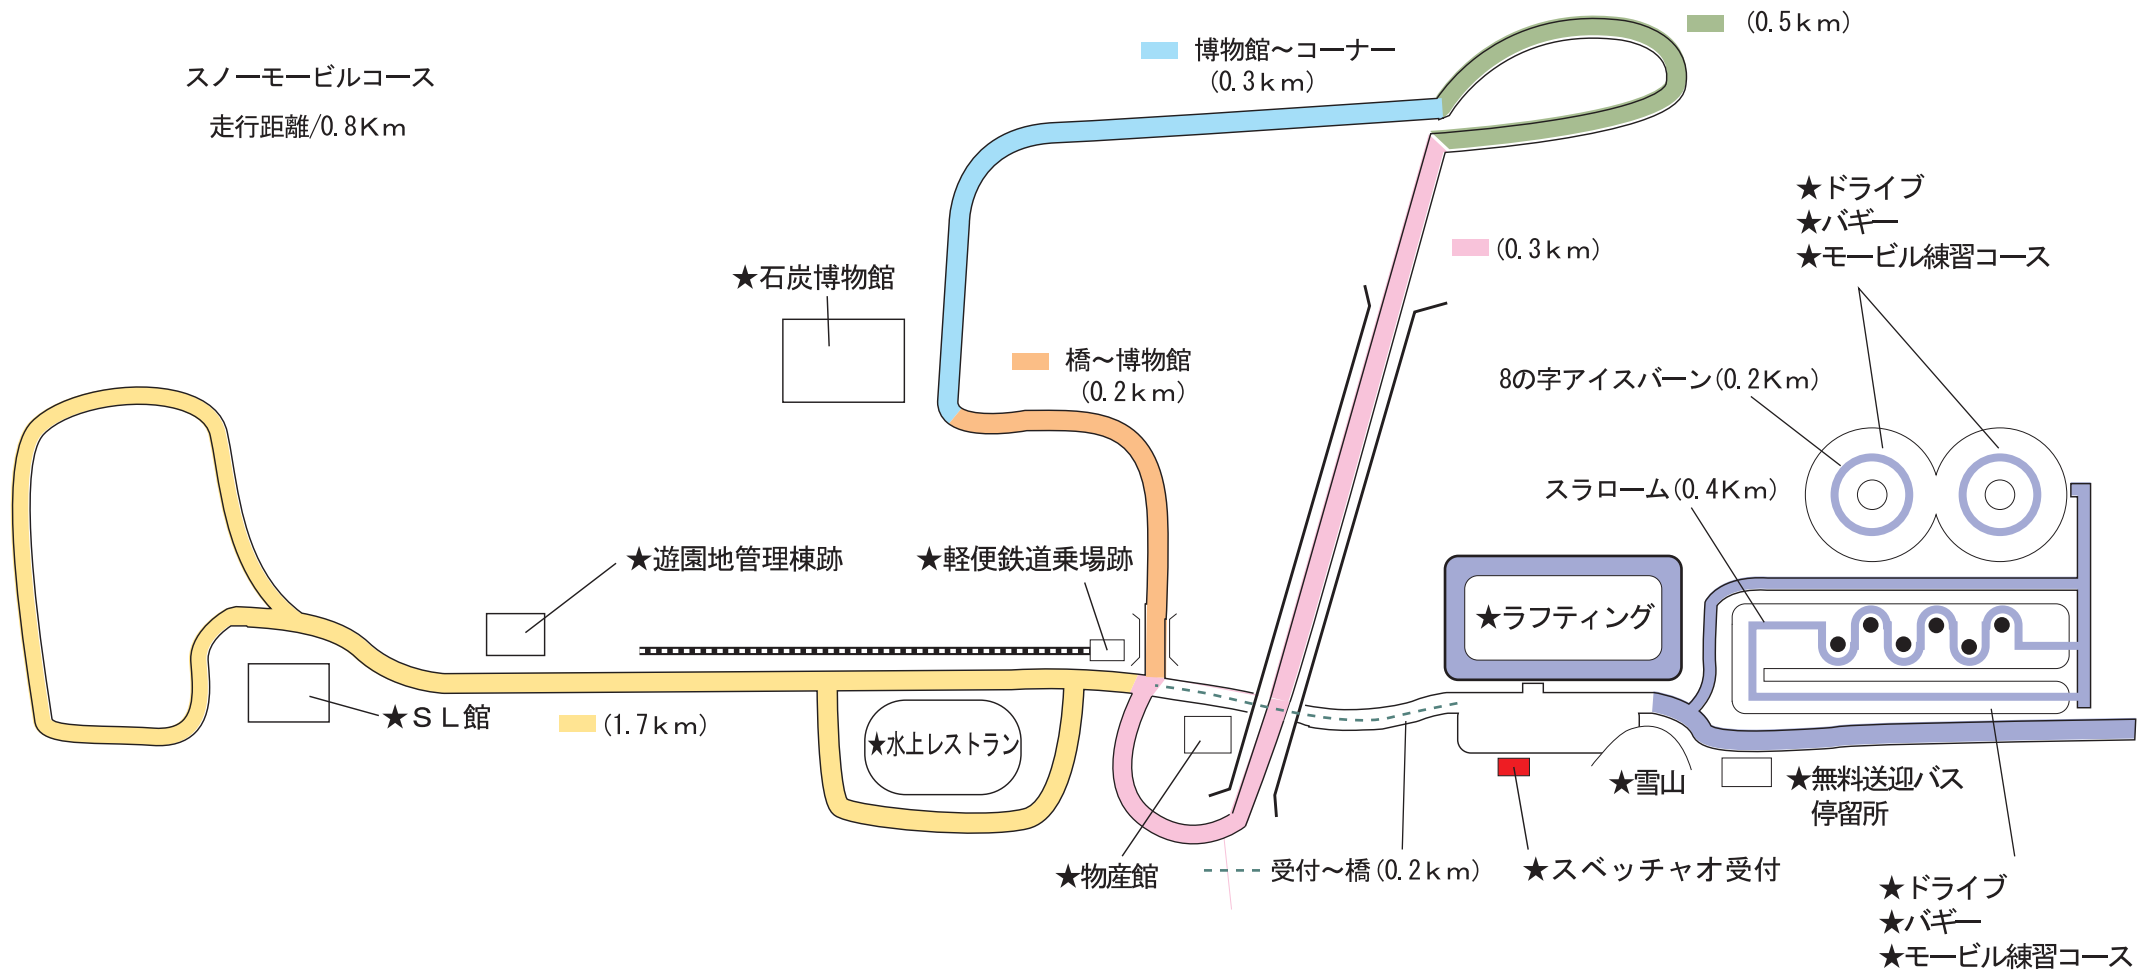 スノーモービルコース
走行距離/0.8Km
博物館～コーナー
(0.3km)
(0.5km)
(0.3km)
★ドライブ
★バギー
★モービル練習コース
★石炭博物館
橋～博物館
(0.2km)
8の字アイスバーン(0.2Km)
スラローム(0.4Km)
★遊園地管理棟跡
★軽便鉄道乗場跡
★ラフティング
★SL館
(1.7km)
★水上レストラン
★雪山
★無料送迎バス
停留所
★物産館
受付～橋(0.2km)
★スベッチャオ受付
★ドライブ
★バギー
★モービル練習コース